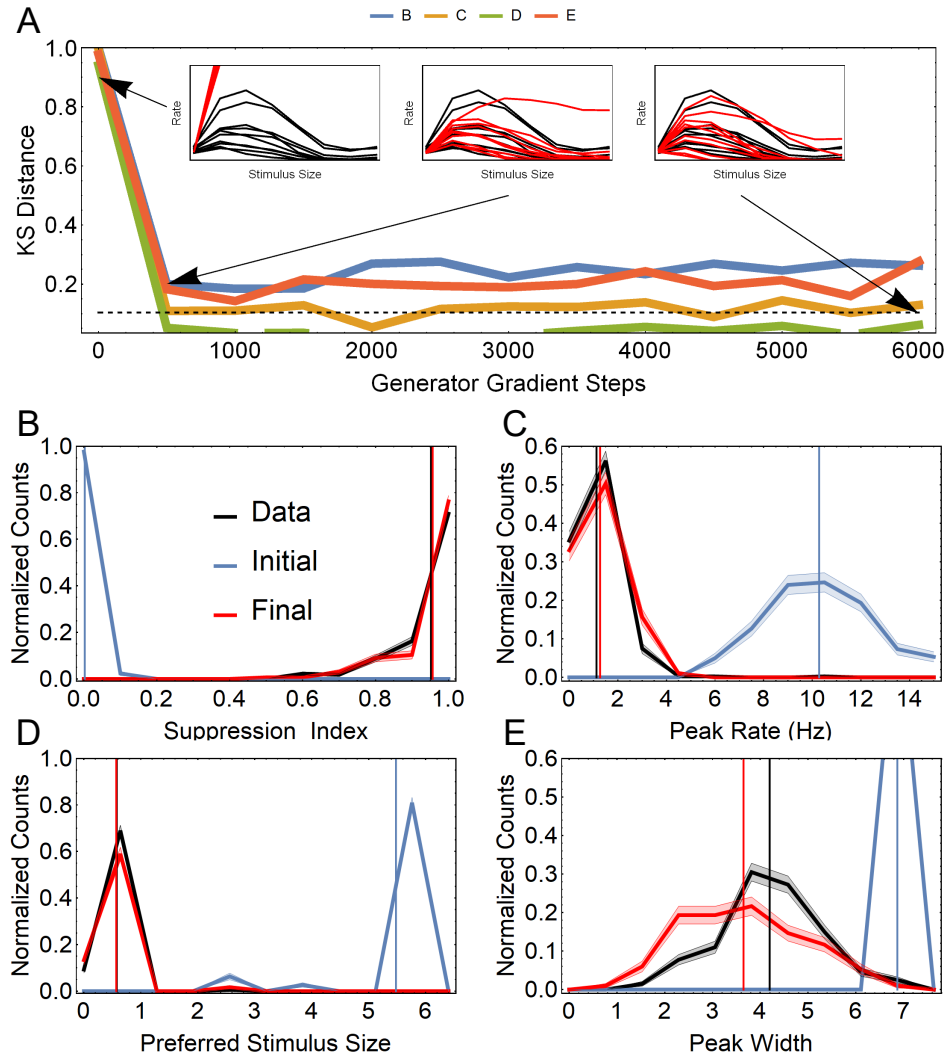 A
B C D E
KS Distance
1.0
0.8
0.6
0.4
0.2
Rate
Stimulus Size
Rate
Stimulus Size
Rate
Stimulus Size
0 1000 2000 3000 4000 5000 6000
Generator Gradient Steps
B
Normalized Counts
1.0
0.8
0.6
0.4
0.2
0.0
Data
Initial
Final
0.0 0.2 0.4 0.6 0.8 1.0
Suppression Index
C
Normalized Counts
0.6
0.5
0.4
0.3
0.2
0.1
0.0
0 2 4 6 8 10 12 14
Peak Rate (Hz)
D
Normalized Counts
1.0
0.8
0.6
0.4
0.2
0.0
0 1 2 3 4 5 6
Preferred Stimulus Size
E
Normalized Counts
0.6
0.5
0.4
0.3
0.2
0.1
0.0
0 1 2 3 4 5 6 7
Peak Width